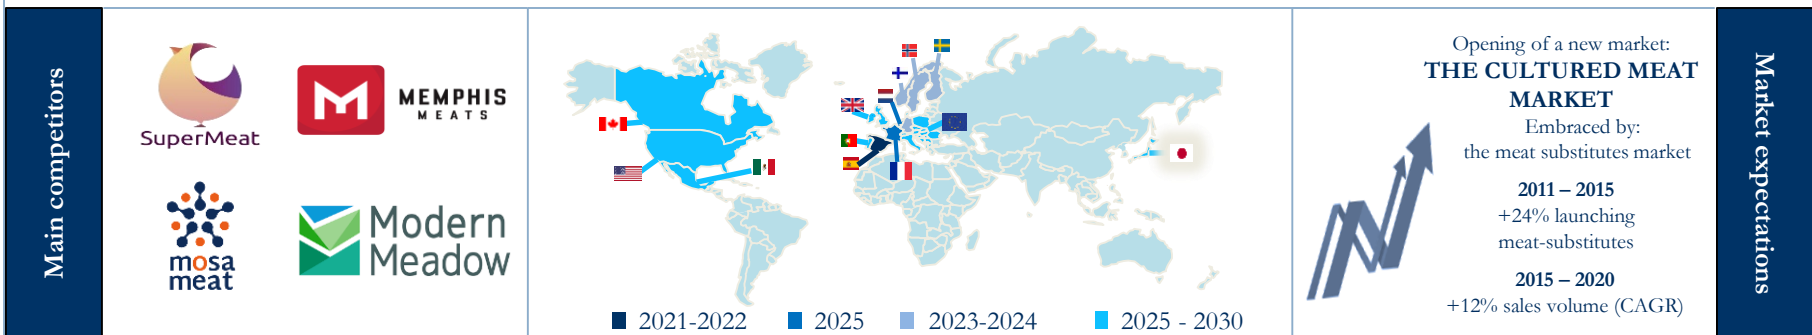 Main competitors
SuperMeat
MEMPHIS
MEATS
mosa
meat
Modern
Meadow
2021-2022
2025
2023-2024
2025 - 2030
Opening of a new market:
THE CULTURED MEAT
MARKET
Embraced by:
the meat substitutes market
2011 – 2015
+24% launching
meat-substitutes
2015 – 2020
+12% sales volume (CAGR)
Market expectations